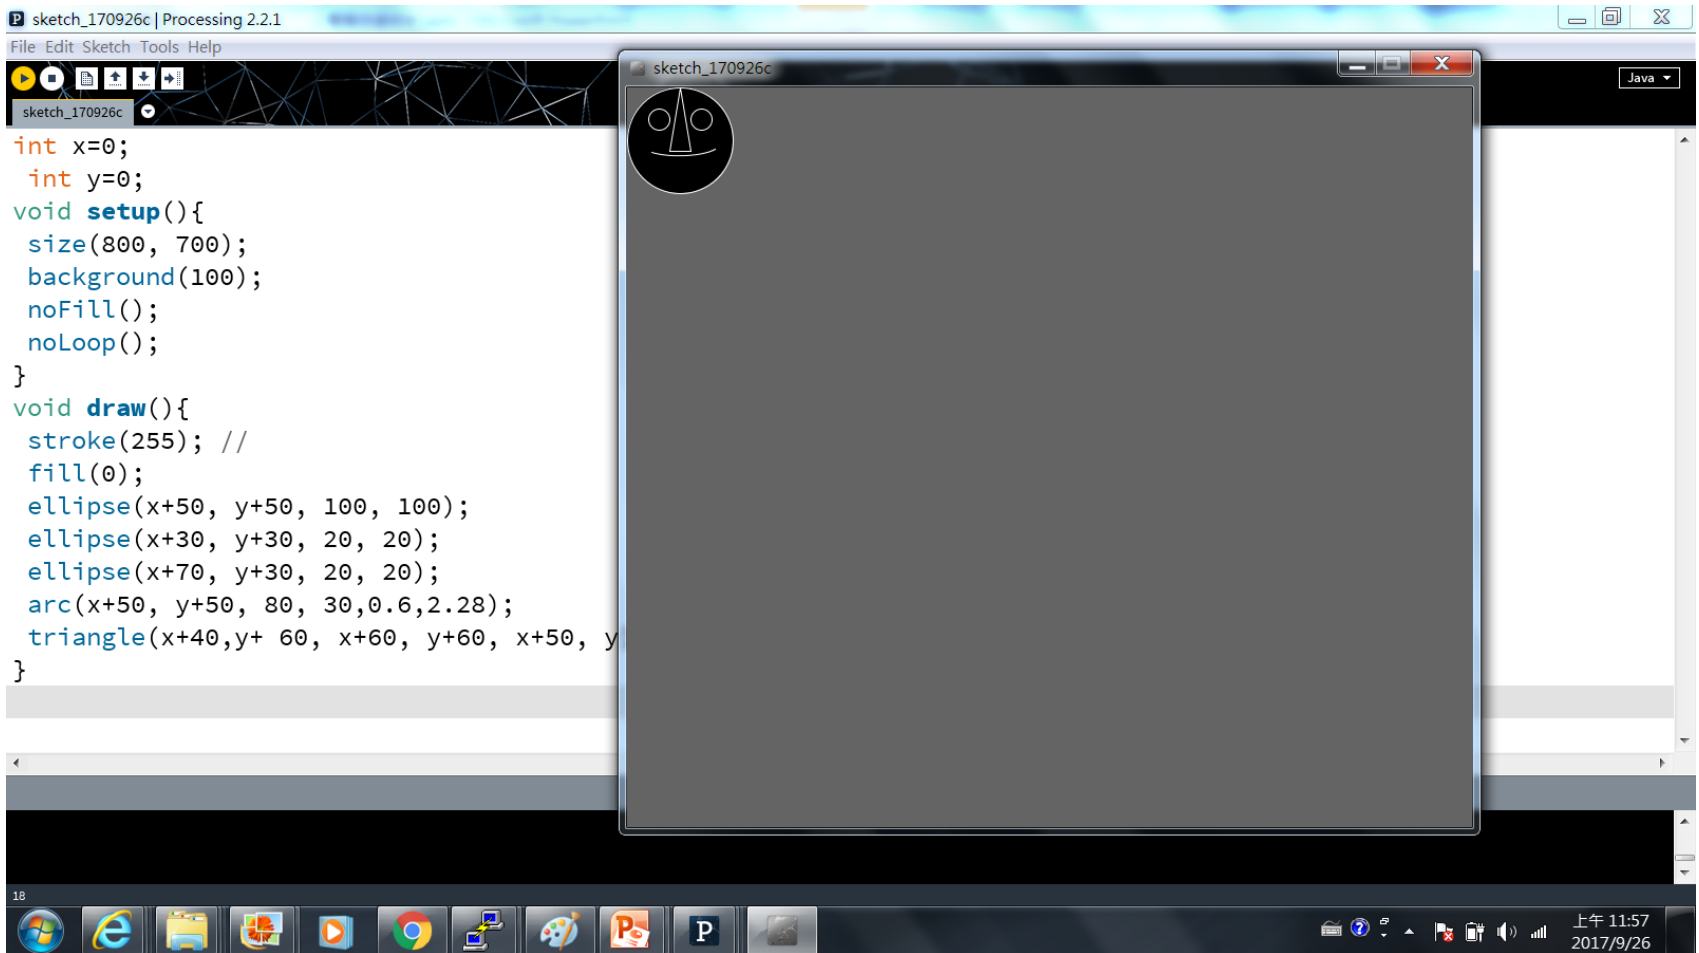 sketch_170926c | Processing 2.2.1
File Edit Sketch Tools Help
Java
sketch_170926c
sketch_170926c
int x=0;
int y=0;
void setup(){
size(800, 700);
background(100);
noFill();
noLoop();
}
void draw(){
stroke(255); //
fill(0);
ellipse(x+50, y+50, 100, 100);
ellipse(x+30, y+30, 20, 20);
ellipse(x+70, y+30, 20, 20);
arc(x+50, y+50, 80, 30,0.6,2.28);
triangle(x+40,y+ 60, x+60, y+60, x+50, y
}
18
上午 11:57
2017/9/26